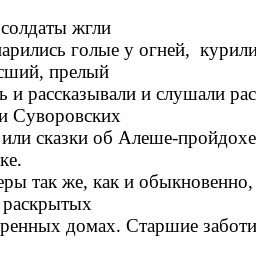 солдаты жгли
парились голые у огней,  курили
сший, прелый
ь и рассказывали и слушали рас
и Суворовских
или сказки об Алеше-пройдохе
ке.
еры так же, как и обыкновенно,
раскрытых
ренных домах. Старшие заботи